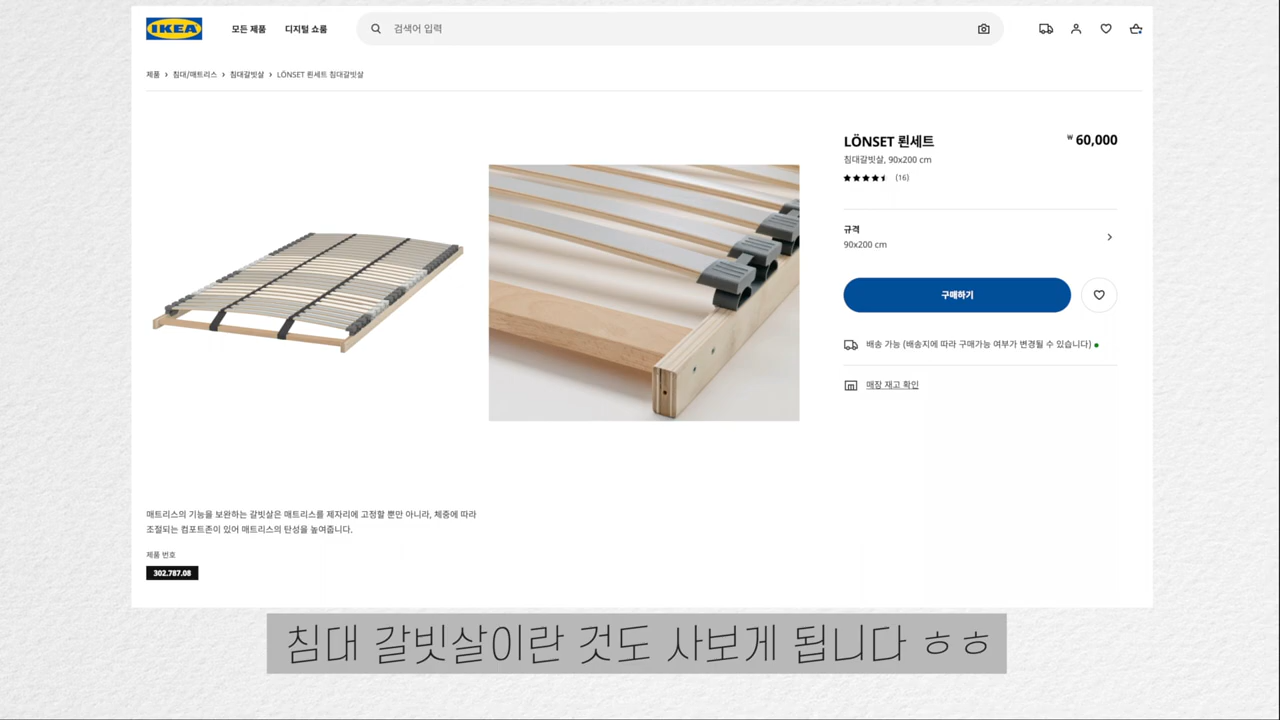 IKEA
모든 제품
디지털 쇼룸
검색어 입력
제품 > 침대/매트리스 > 침대갈빗살 > LÖNSET 뢴세트 침대갈빗살
LÖNSET 뢴세트
₩ 60,000
침대갈빗살, 90x200 cm
(16)
규격
90x200 cm
구매하기
배송 가능 (배송지에 따라 구매가능 여부가 변경될 수 있습니다)
매장 재고 확인
매트리스의 기능을 보완하는 갈빗살은 매트리스를 제자리에 고정할 뿐만 아니라, 체중에 따라
조절되는 컴포트존이 있어 매트리스의 탄성을 높여줍니다.
제품 번호
302.787.08
침대 갈빗살이란 것도 사보게 됩니다 ㅎㅎ